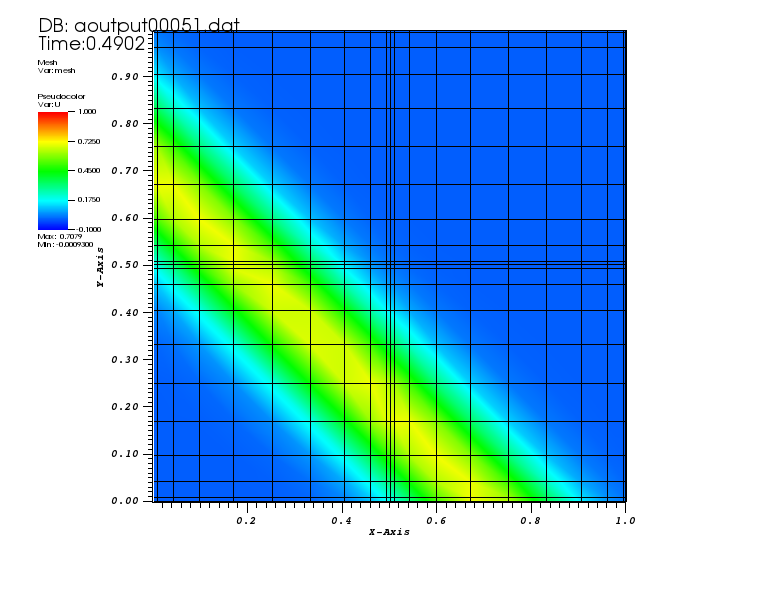 DB: aoutput00051.dat
Time:0.4902
Mesh
Var: mesh
Pseudocolor
Var: U
1.000
0.7250
0.4500
0.1750
-0.1000
Max: 0.7079
Min: -0.0009300
Y-Axis
0.90
0.80
0.70
0.60
0.50
0.40
0.30
0.20
0.10
0.00
0.2
0.4
0.6
0.8
1.0
X-Axis